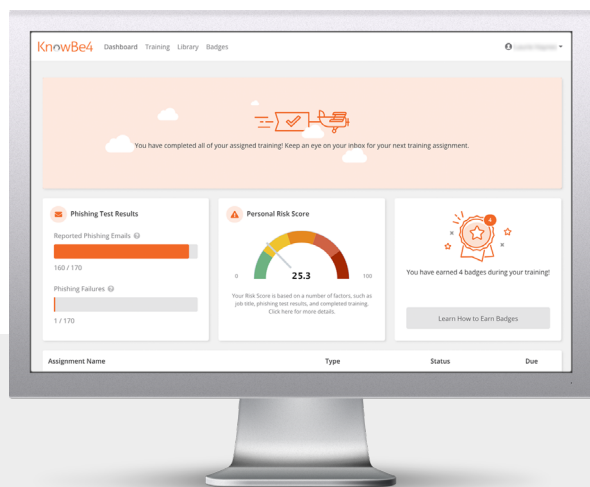 KnowBe4 Dashboard Training Library Badges
You have completed all of your assigned training! Keep an eye on your inbox for your next training assignment.
Phishing Test Results
Reported Phishing Emails
160 / 170
Phishing Failures
1 / 170
Personal Risk Score
0 25.3 100
Your Risk Score is based on a number of factors, such as
job title, phishing test results, and completed training.
Click here for more details.
4
You have earned 4 badges during your training!
Learn How to Earn Badges
Assignment Name Type Status Due